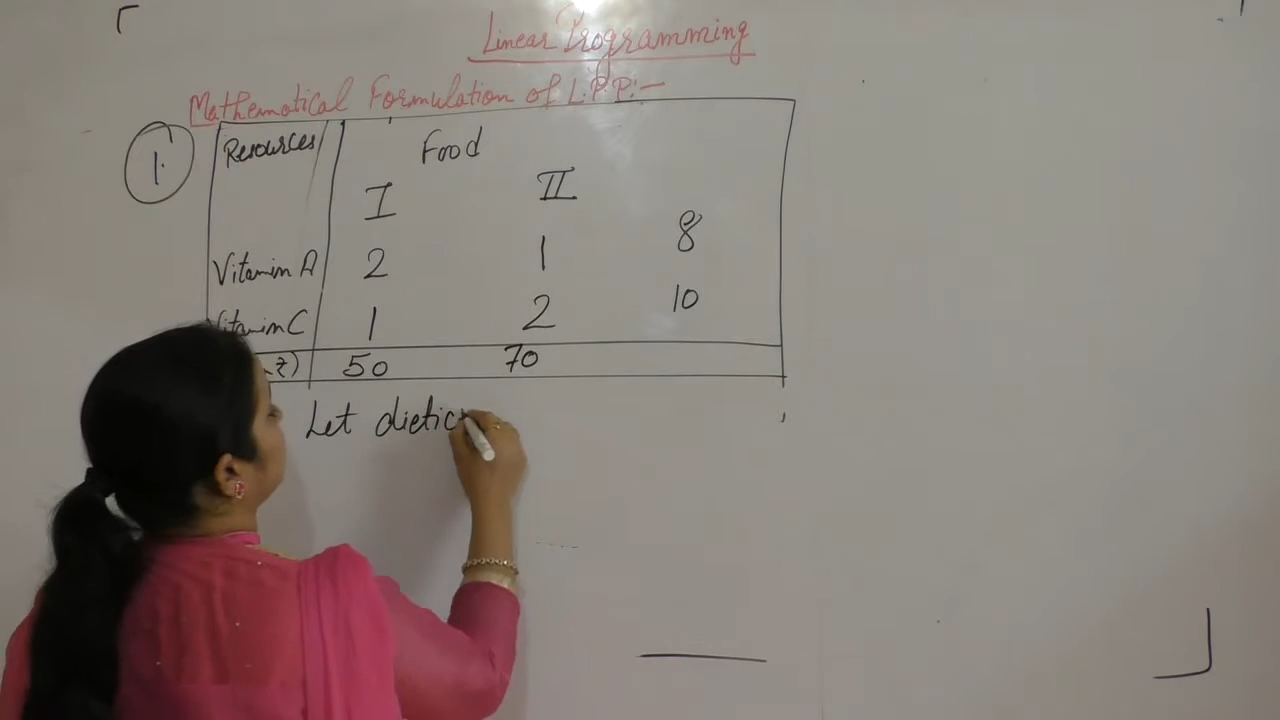 Linear Programming
Mathematical Formulation of L.P.P:-
1.
Resources Food
I II
Vitamin A 2 1 8
Vitamin C 1 2 10
₹) 50 70
Let dietic